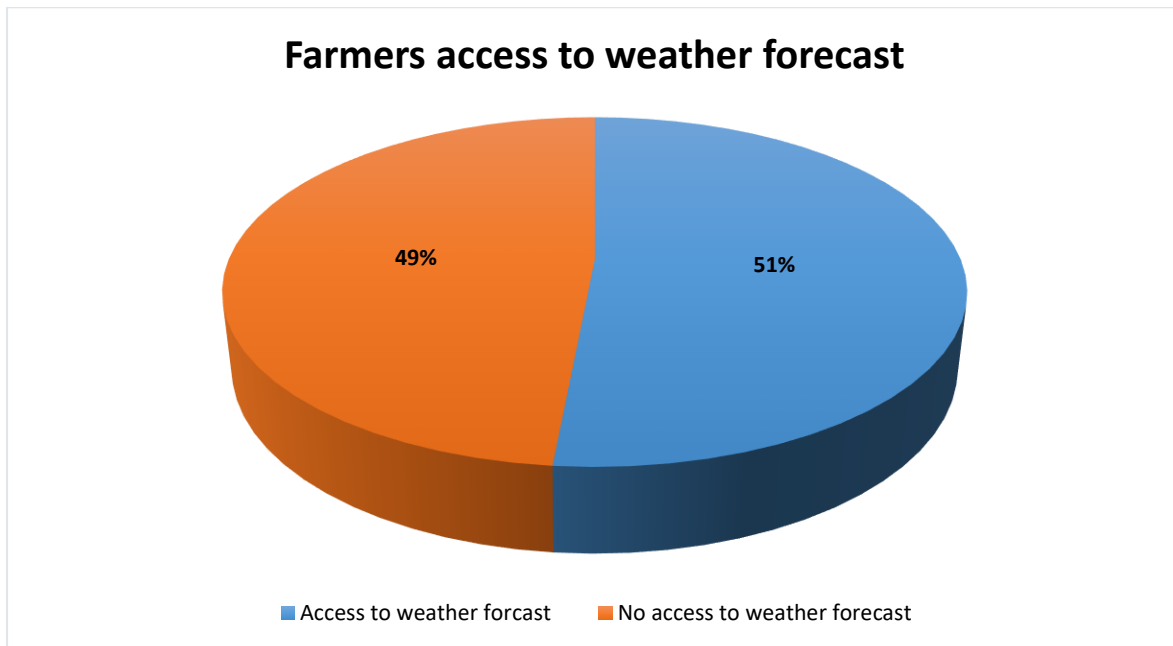 Farmers access to weather forecast
49%
51%
Access to weather forcast
No access to weather forecast